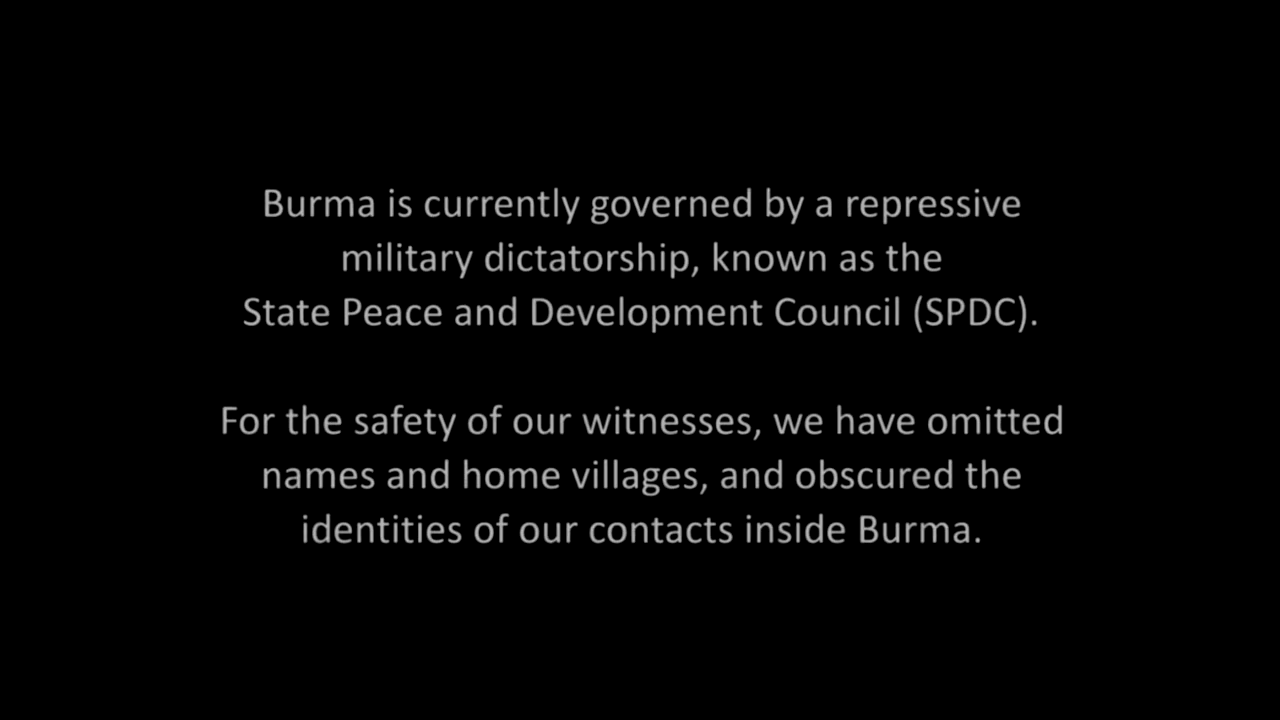 Burma is currently governed by a repressive
military dictatorship, known as the
State Peace and Development Council (SPDC).
For the safety of our witnesses, we have omitted
names and home villages, and obscured the
identities of our contacts inside Burma.